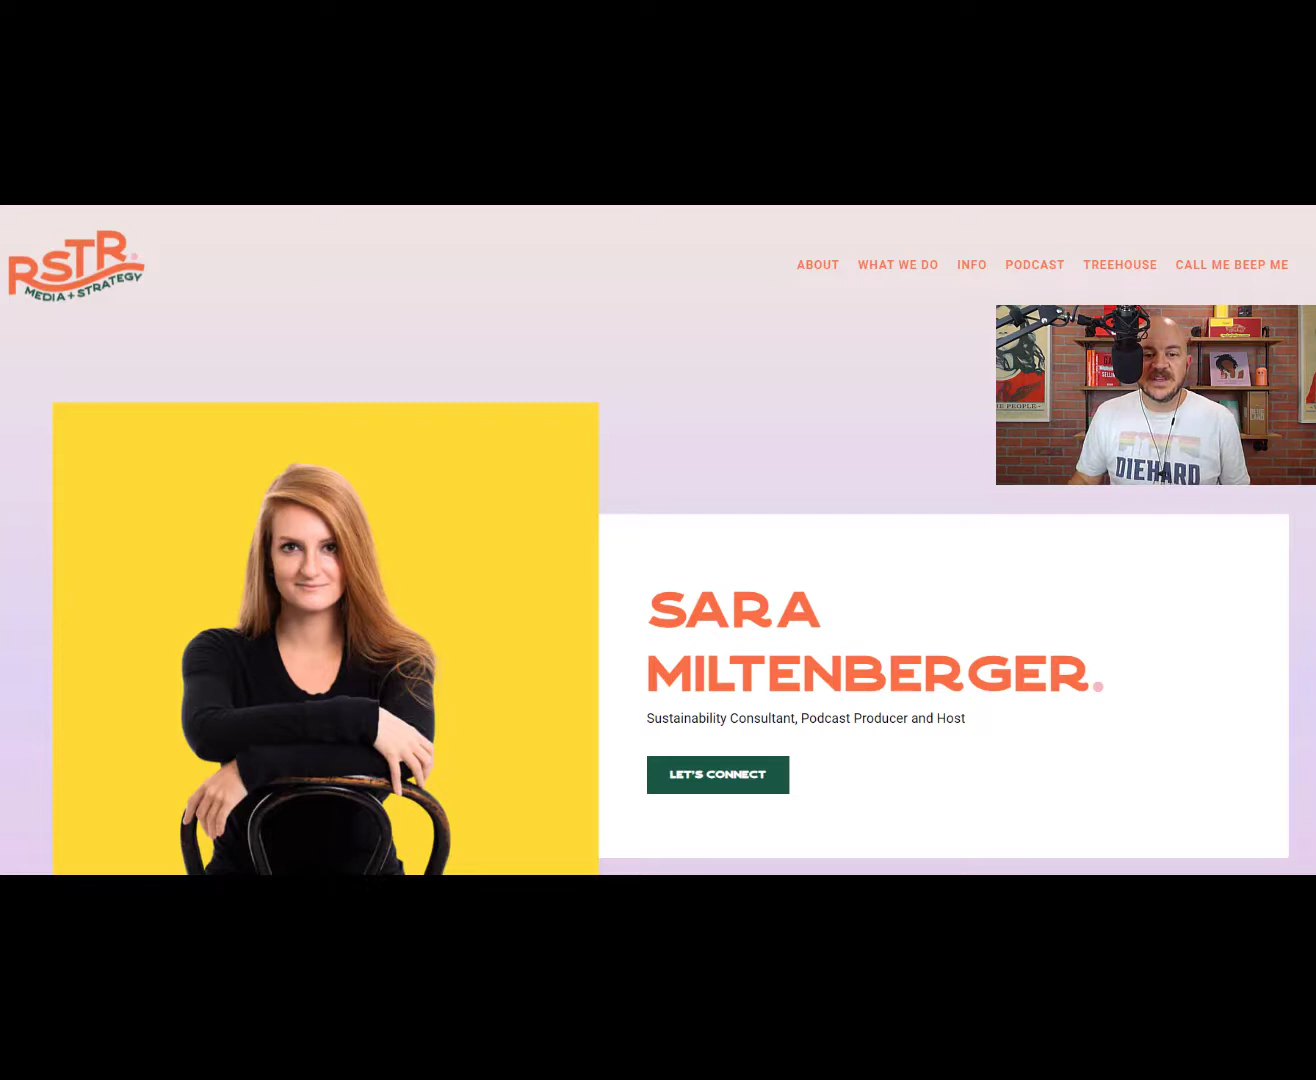 RSTR.
MEDIA + STRATEGY
ABOUT WHAT WE DO INFO PODCAST TREEHOUSE CALL ME BEEP ME
DIEHARD
SARA
MILTENBERGER.
Sustainability Consultant, Podcast Producer and Host
LET'S CONNECT